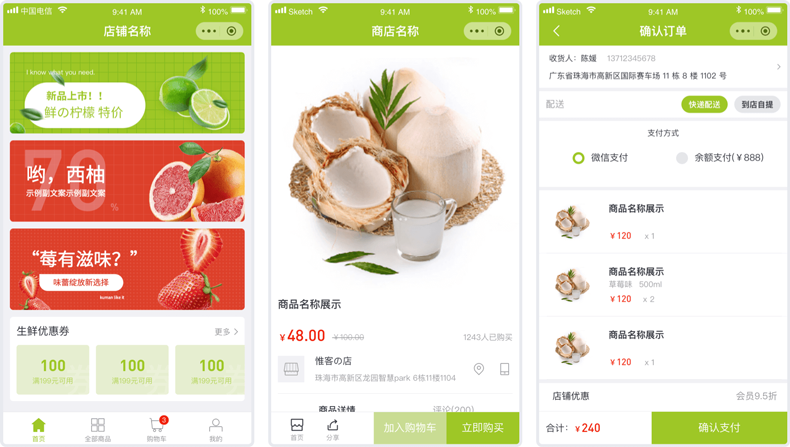 中国电信
9:41 AM
100%
店铺名称
I know what you need.
新品上市！！
鲜の柠檬 特价
70
%
哟，西柚
示例副文案示例副文案
“莓有滋味？”
味蕾绽放新选择
human like it
生鲜优惠券
更多
100
满199元可用
100
满199元可用
100
满199元可用
首页
全部商品
3
购物车
我的
Sketch
9:41 AM
100%
商店名称
商品名称展示
¥48.00
¥100.00
1243人已购买
惟客の店
珠海市高新区龙园智慧park 6栋11楼1104
商品详情
评论(200)
首页
分享
加入购物车
立即购买
Sketch
9:41 AM
100%
确认订单
收货人：陈媛 13712345678
广东省珠海市高新区国际赛车场 11 栋 8 楼 1102 号
配送
快递配送
到店自提
支付方式
微信支付
余额支付(￥888)
商品名称展示
¥120 x 1
商品名称展示
草莓味 500ml
¥120 x 2
商品名称展示
¥120 x 1
店铺优惠
会员9.5折
合计：¥240
确认支付